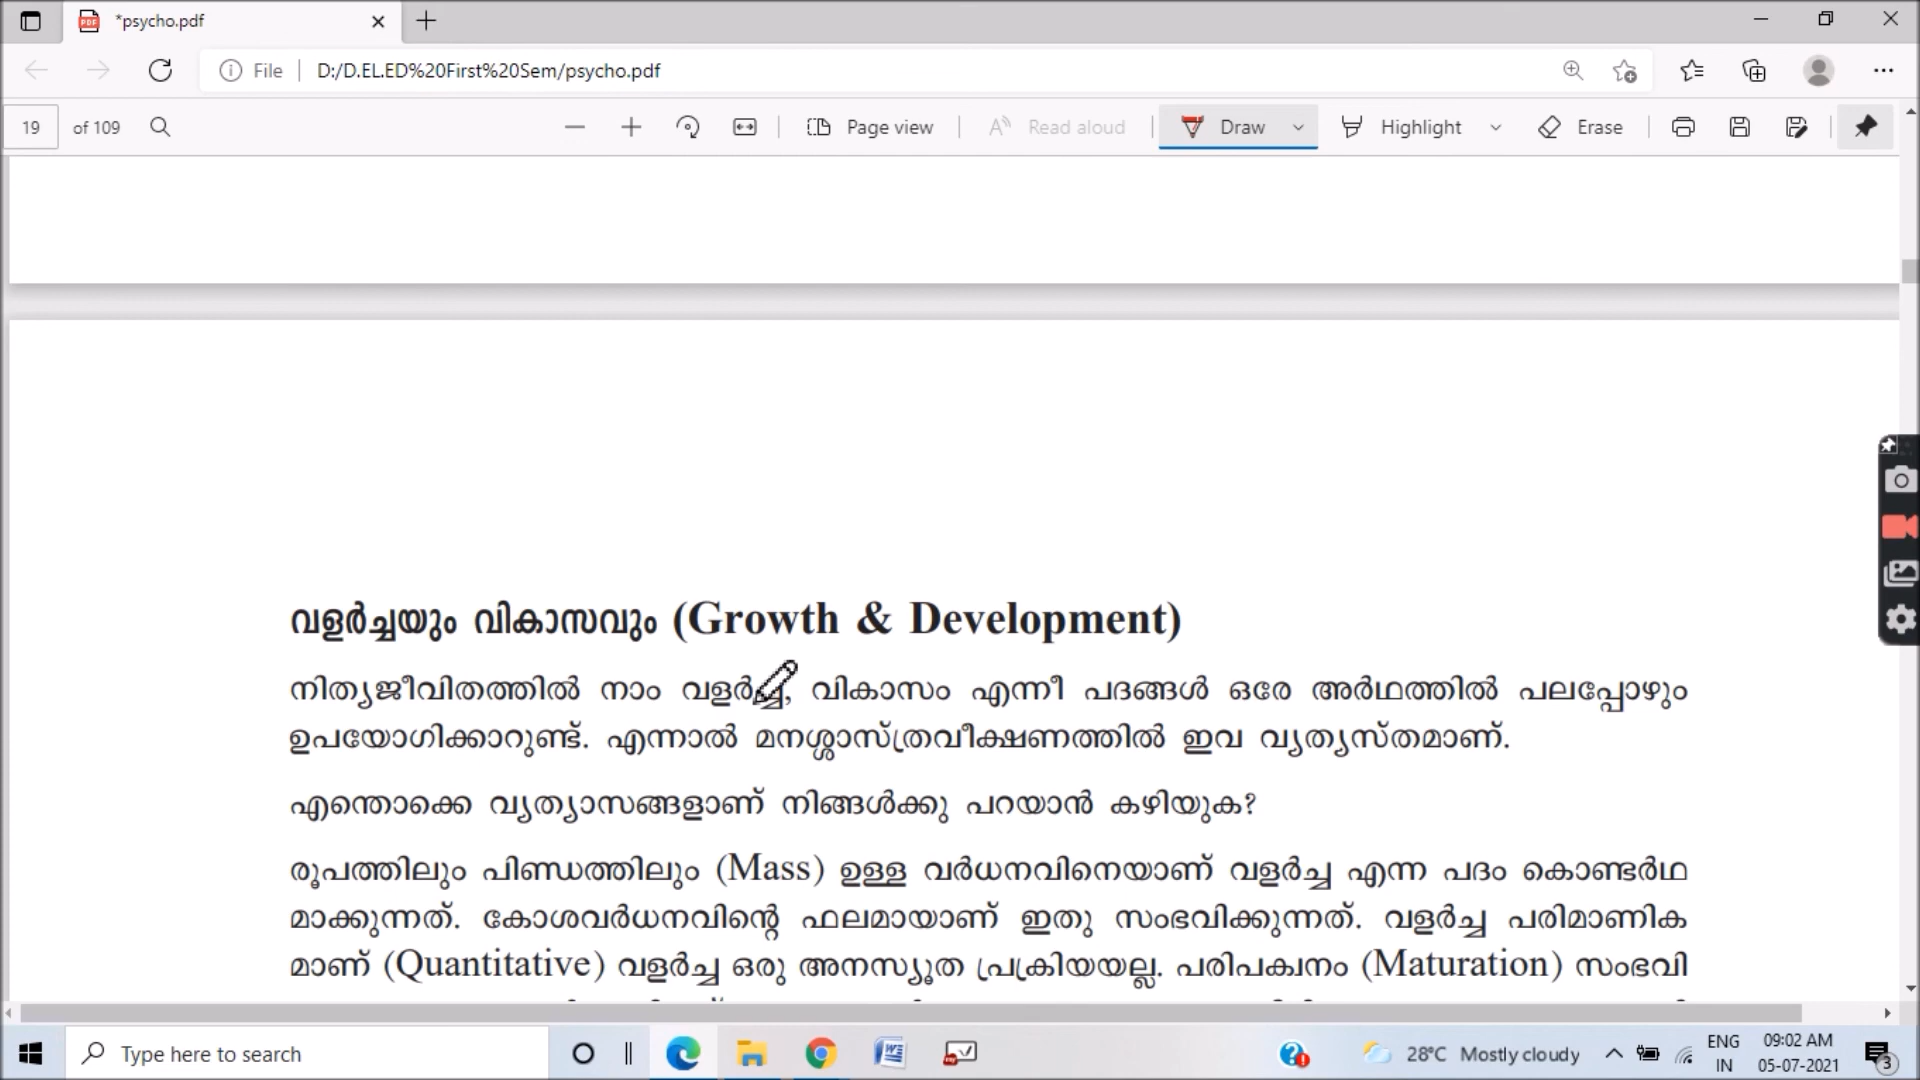 *psycho.pdf
File
D:/D.EL.ED%20First%20Sem/psycho.pdf
19 of 109
Page view
Read aloud
Draw
Highlight
Erase
വളർച്ചയും വികാസവും (Growth & Development)
നിത്യജീവിതത്തിൽ നാം വളർച്ച, വികാസം എന്നീ പദങ്ങൾ ഒരേ അർഥത്തിൽ പലപ്പോഴും
ഉപയോഗിക്കാറുണ്ട്. എന്നാൽ മനശ്ശാസ്ത്രവീക്ഷണത്തിൽ ഇവ വ്യത്യസ്തമാണ്.
എന്തൊക്കെ വ്യത്യാസങ്ങളാണ് നിങ്ങൾക്കു പറയാൻ കഴിയുക?
രൂപത്തിലും പിണ്ഡത്തിലും (Mass) ഉള്ള വർധനവിനെയാണ് വളർച്ച എന്ന പദം കൊണ്ടർഥ
മാക്കുന്നത്. കോശവർധനവിന്റെ ഫലമായാണ് ഇതു സംഭവിക്കുന്നത്. വളർച്ച പരിമാണിക
മാണ് (Quantitative) വളർച്ച ഒരു അനസ്യൂത പ്രക്രിയയല്ല. പരിപക്വനം (Maturation) സംഭവി
Type here to search
28°C Mostly cloudy
ENG
IN
09:02 AM
05-07-2021
3